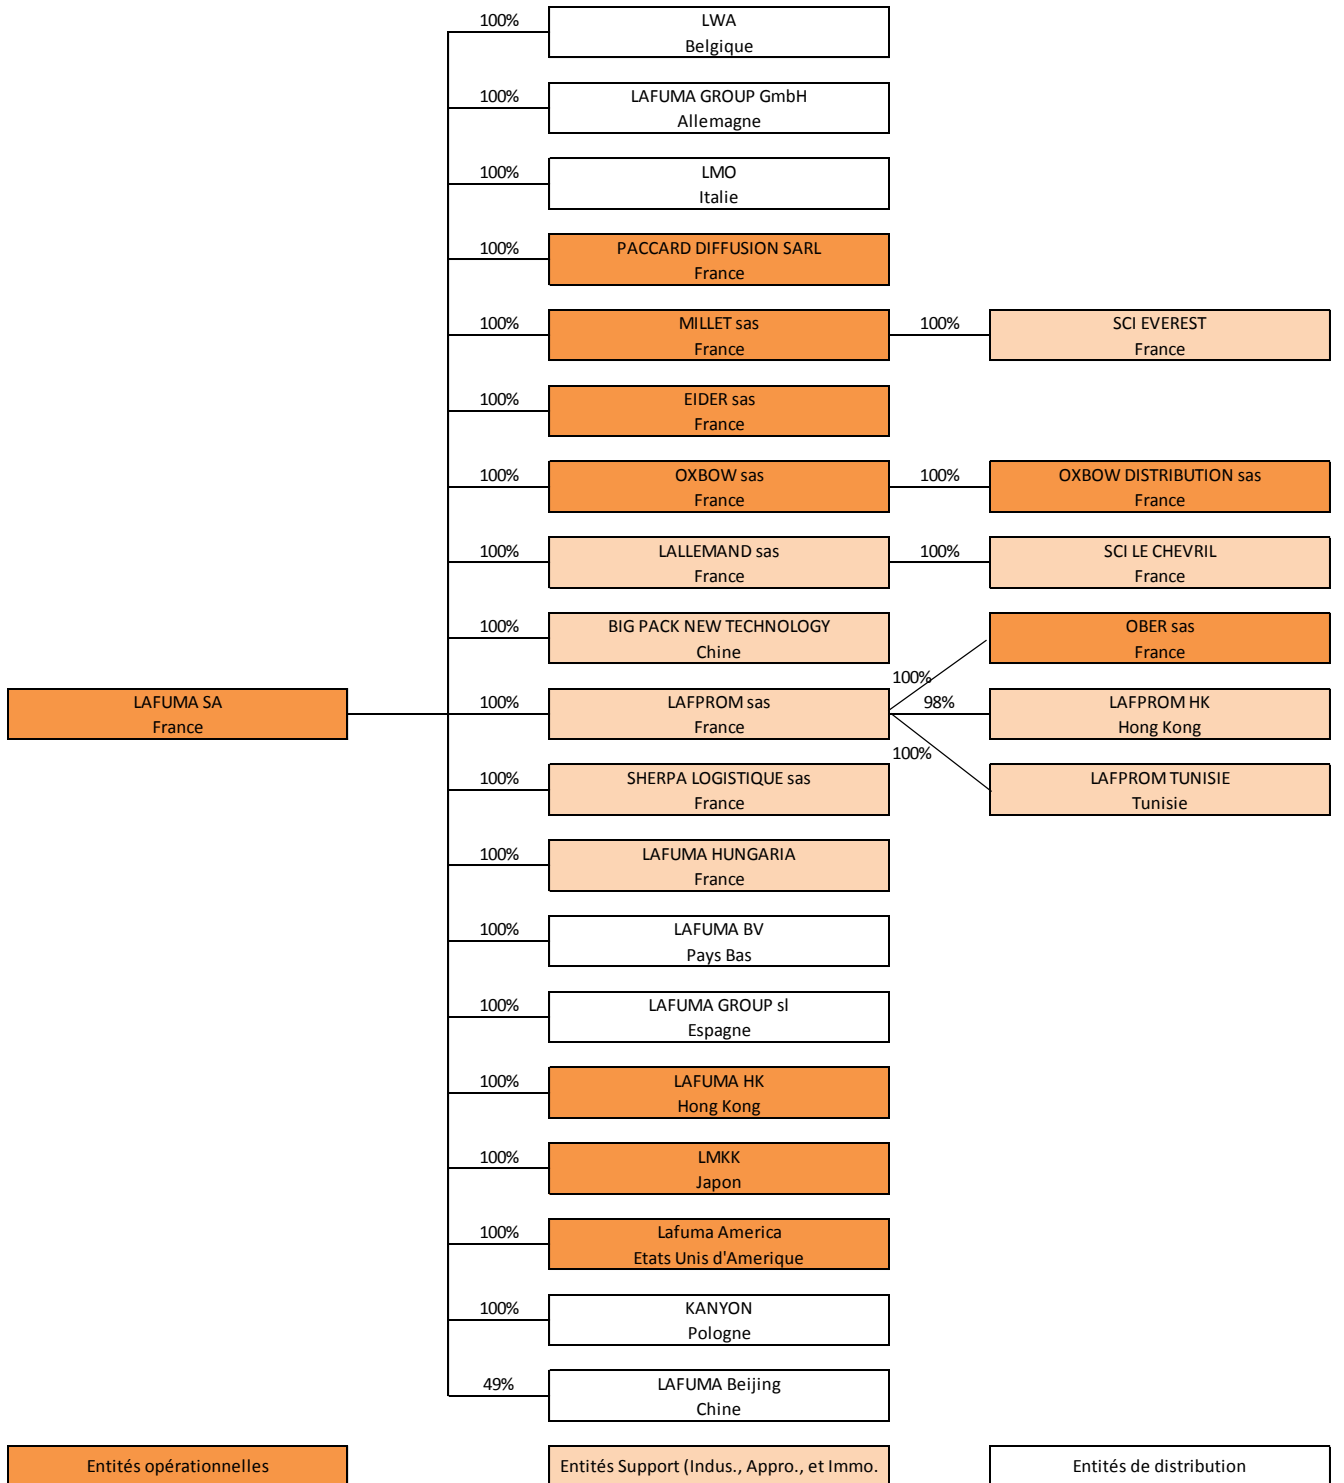 100%
LWA
Belgique
100%
LAFUMA GROUP GmbH
Allemagne
100%
LMO
Italie
100%
PACCARD DIFFUSION SARL
France
100%
MILLET sas
France
100%
SCI EVEREST
France
100%
EIDER sas
France
100%
OXBOW sas
France
100%
OXBOW DISTRIBUTION sas
France
100%
LALLEMAND sas
France
100%
SCI LE CHEVRIL
France
100%
BIG PACK NEW TECHNOLOGY
Chine
OBER sas
France
100%
LAFUMA SA
France
100%
LAFPROM sas
France
98%
LAFPROM HK
Hong Kong
100%
100%
SHERPA LOGISTIQUE sas
France
LAFPROM TUNISIE
Tunisie
100%
LAFUMA HUNGARIA
France
100%
LAFUMA BV
Pays Bas
100%
LAFUMA GROUP sl
Espagne
100%
LAFUMA HK
Hong Kong
100%
LMKK
Japon
100%
Lafuma America
Etats Unis d'Amerique
100%
KANYON
Pologne
49%
LAFUMA Beijing
Chine
Entités opérationnelles
Entités Support (Indus., Appro., et Immo.
Entités de distribution